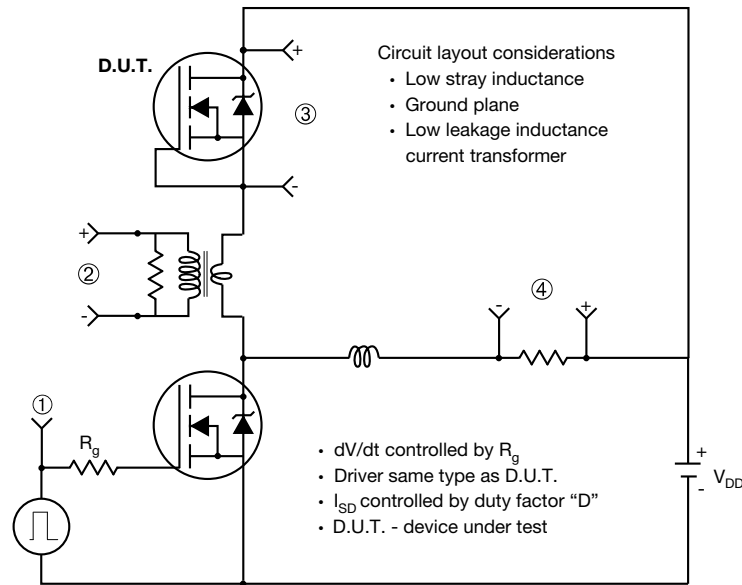 D.U.T.
+
Circuit layout considerations
• Low stray inductance
③
• Ground plane
• Low leakage inductance
current transformer
-
+
②
-
④
- +
①
R_g
• dV/dt controlled by R_g
• Driver same type as D.U.T.
• I_SD controlled by duty factor “D”
• D.U.T. - device under test
+
-
V_DD